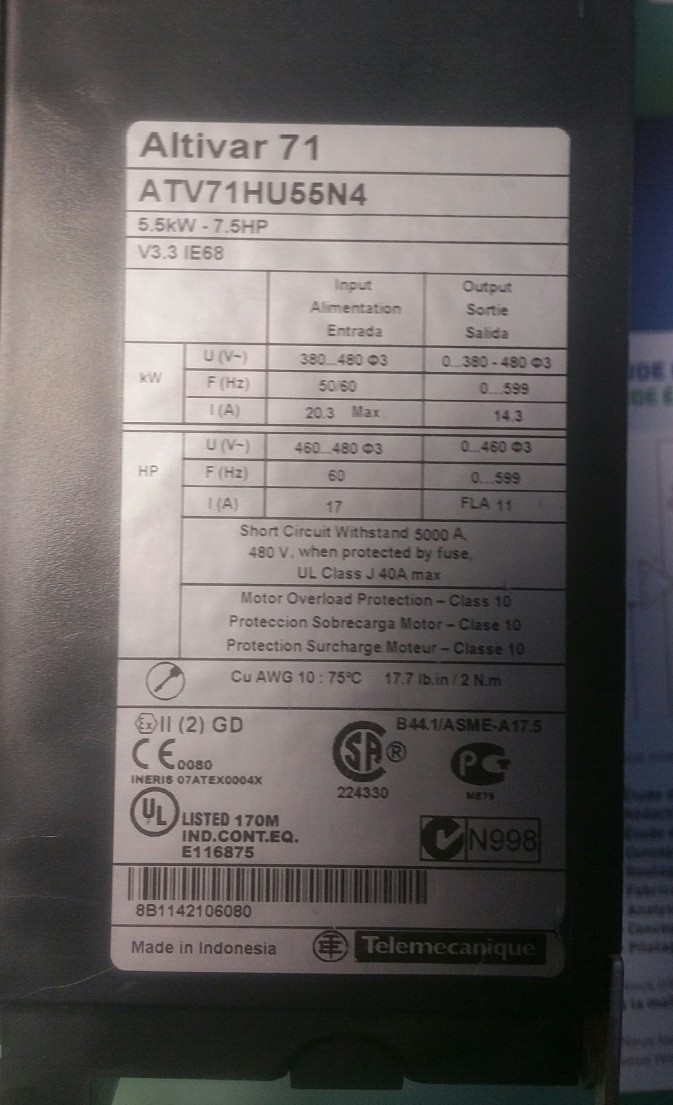 Altivar 71
ATV71HU55N4
5.5kW - 7.5HP
V3.3 IE68
Input Output
Alimentation Sortie
Entrada Salida
kW
U (V~) 380...480 Φ3 0...380 - 480 Φ3
F (Hz) 50/60 0...599
I (A) 20.3 Max 14.3
HP
U (V~) 460...480 Φ3 0...460 Φ3
F (Hz) 60 0...599
I (A) 17 FLA 11
Short Circuit Withstand 5000 A,
480 V, when protected by fuse,
UL Class J 40A max
Motor Overload Protection – Class 10
Proteccion Sobrecarga Motor – Clase 10
Protection Surcharge Moteur – Classe 10
Cu AWG 10 : 75°C 17.7 lb.in / 2 N.m
Ex II (2) GD
CE 0080
INERIS 07ATEX0004X
B44.1/ASME-A17.5
SA ®
224330
PC
ME79
UL LISTED 170M
IND.CONT.EQ.
E116875
N998
8B1142106080
Made in Indonesia
Telemecanique